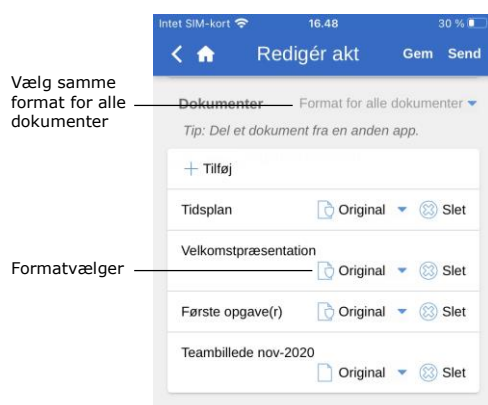 Intet SIM-kort 16.48 30 %
Redigér akt Gem Send
Vælg samme
format for alle
dokumenter
Dokumenter Format for alle dokumenter
Tip: Del et dokument fra en anden app.
+ Tilføj
Tidsplan Original Slet
Velkomstpræsentation
Formatvælger
Original Slet
Første opgave(r) Original Slet
Teambillede nov-2020
Original Slet